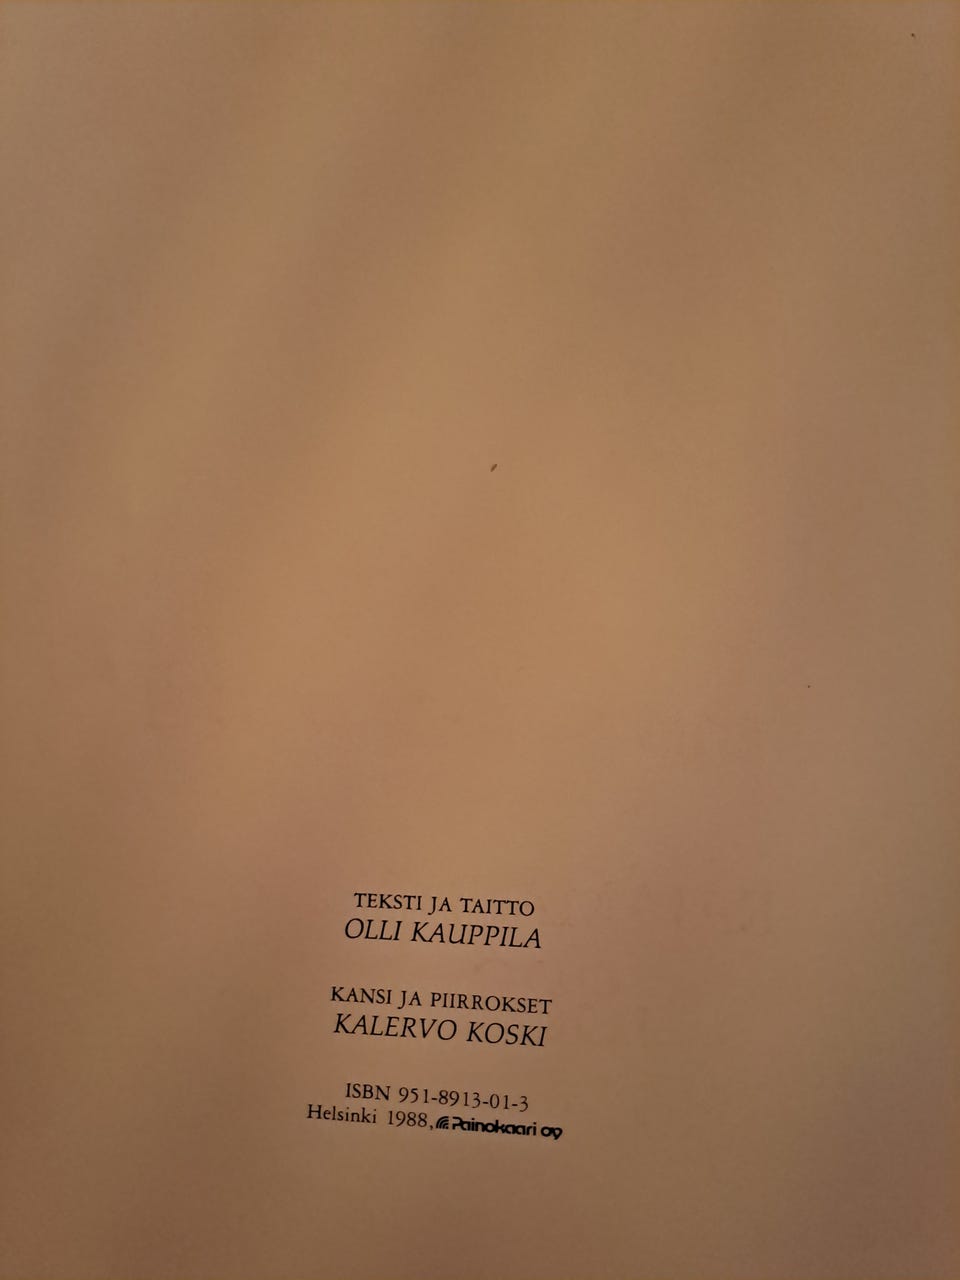 TEKSTI JA TAITTO
OLLI KAUPPILA
KANSI JA PIIRROKSET
KALERVO KOSKI
ISBN 951-8913-01-3
Helsinki 1988, Painokaari oy